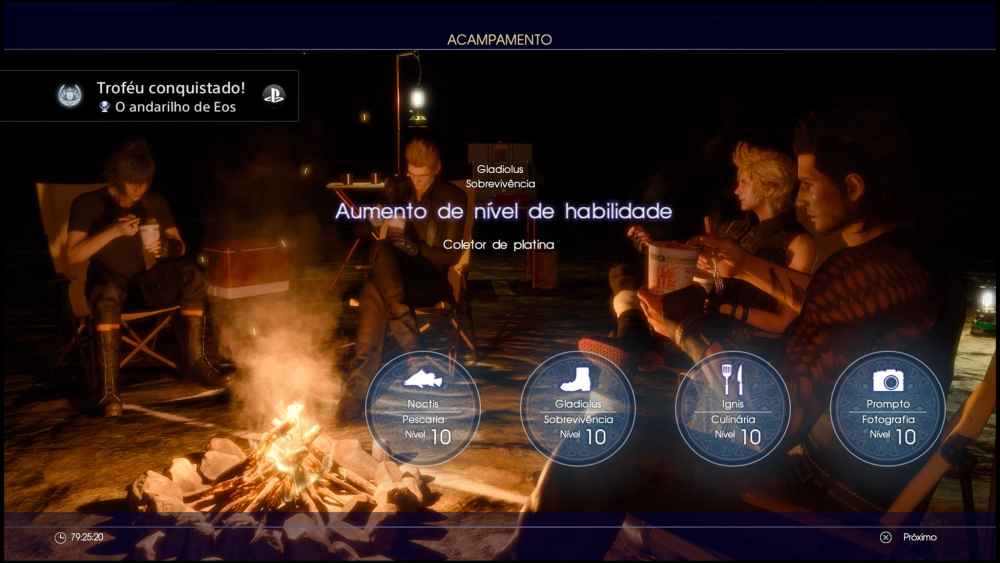 ACAMPAMENTO
Troféu conquistado!
O andarilho de Eos
Gladiolus
Sobrevivência
Aumento de nível de habilidade
Coletor de platina
Noctis
Pescaria
Nível 10
Gladiolus
Sobrevivência
Nível 10
Ignis
Culinária
Nível 10
Prompto
Fotografia
Nível 10
79:25:20
Próximo